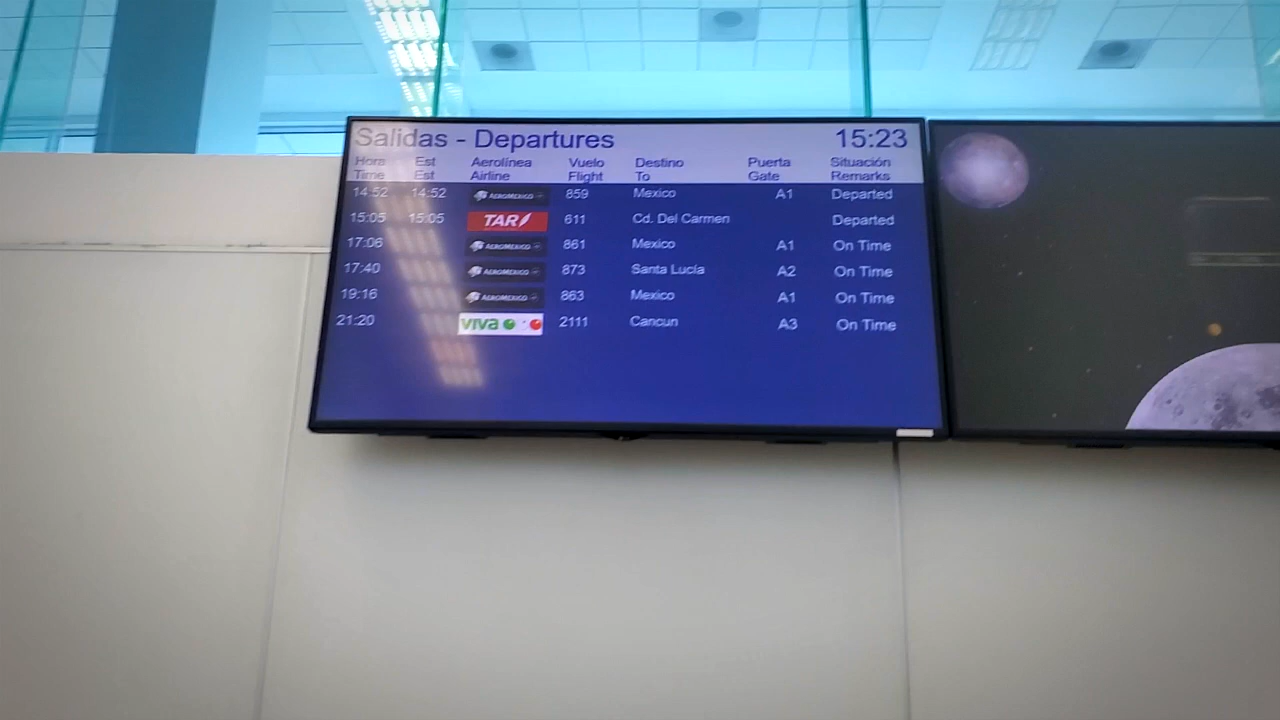 Salidas - Departures 15:23
Hora Est Aerolínea Vuelo Destino Puerta Situación
Time Est Airline Flight To Gate Remarks
14:52 14:52 AEROMEXICO 859 Mexico A1 Departed
15:05 15:05 TAR 611 Cd. Del Carmen Departed
17:06 AEROMEXICO 861 Mexico A1 On Time
17:40 AEROMEXICO 873 Santa Lucía A2 On Time
19:16 AEROMEXICO 863 Mexico A1 On Time
21:20 viva 2111 Cancun A3 On Time